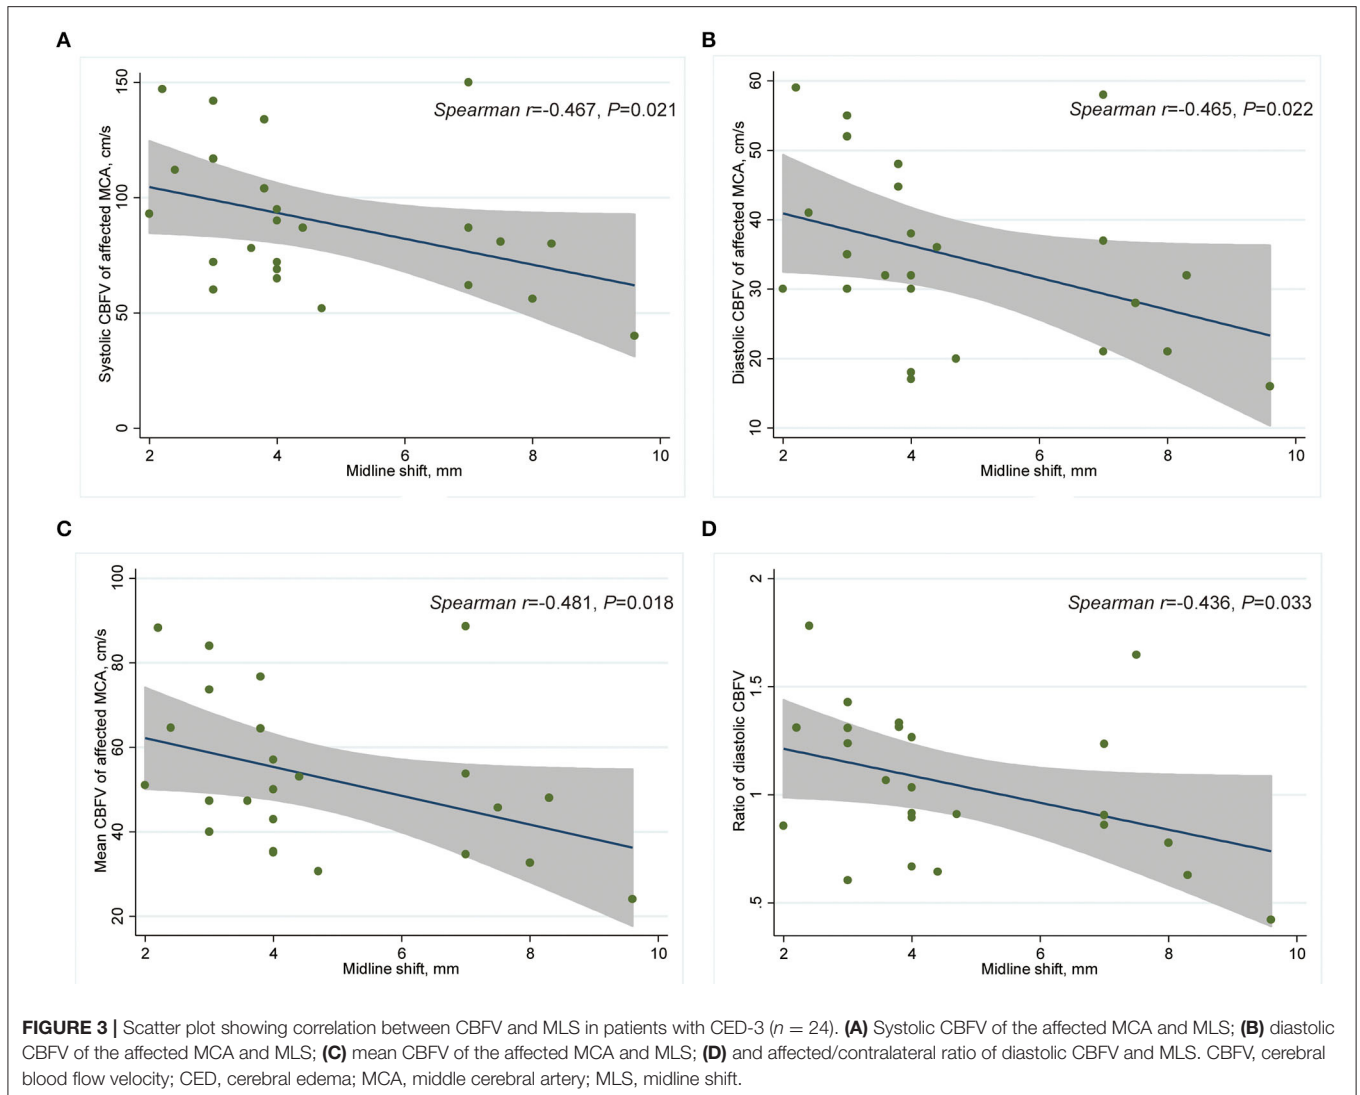 A
Systolic CBFV of affected MCA, cm/s
150
100
50
0
Spearman r=-0.467, P=0.021
2 4 6 8 10
Midline shift, mm
B
Diastolic CBFV of affected MCA, cm/s
60
50
40
30
20
10
Spearman r=-0.465, P=0.022
2 4 6 8 10
Midline shift, mm
C
Mean CBFV of affected MCA, cm/s
100
80
60
40
20
Spearman r=-0.481, P=0.018
2 4 6 8 10
Midline shift, mm
D
Ratio of diastolic CBFV
2
1.5
1
.5
Spearman r=-0.436, P=0.033
2 4 6 8 10
Midline shift, mm
FIGURE 3 | Scatter plot showing correlation between CBFV and MLS in patients with CED-3 (n = 24). (A) Systolic CBFV of the affected MCA and MLS; (B) diastolic
CBFV of the affected MCA and MLS; (C) mean CBFV of the affected MCA and MLS; (D) and affected/contralateral ratio of diastolic CBFV and MLS. CBFV, cerebral
blood flow velocity; CED, cerebral edema; MCA, middle cerebral artery; MLS, midline shift.